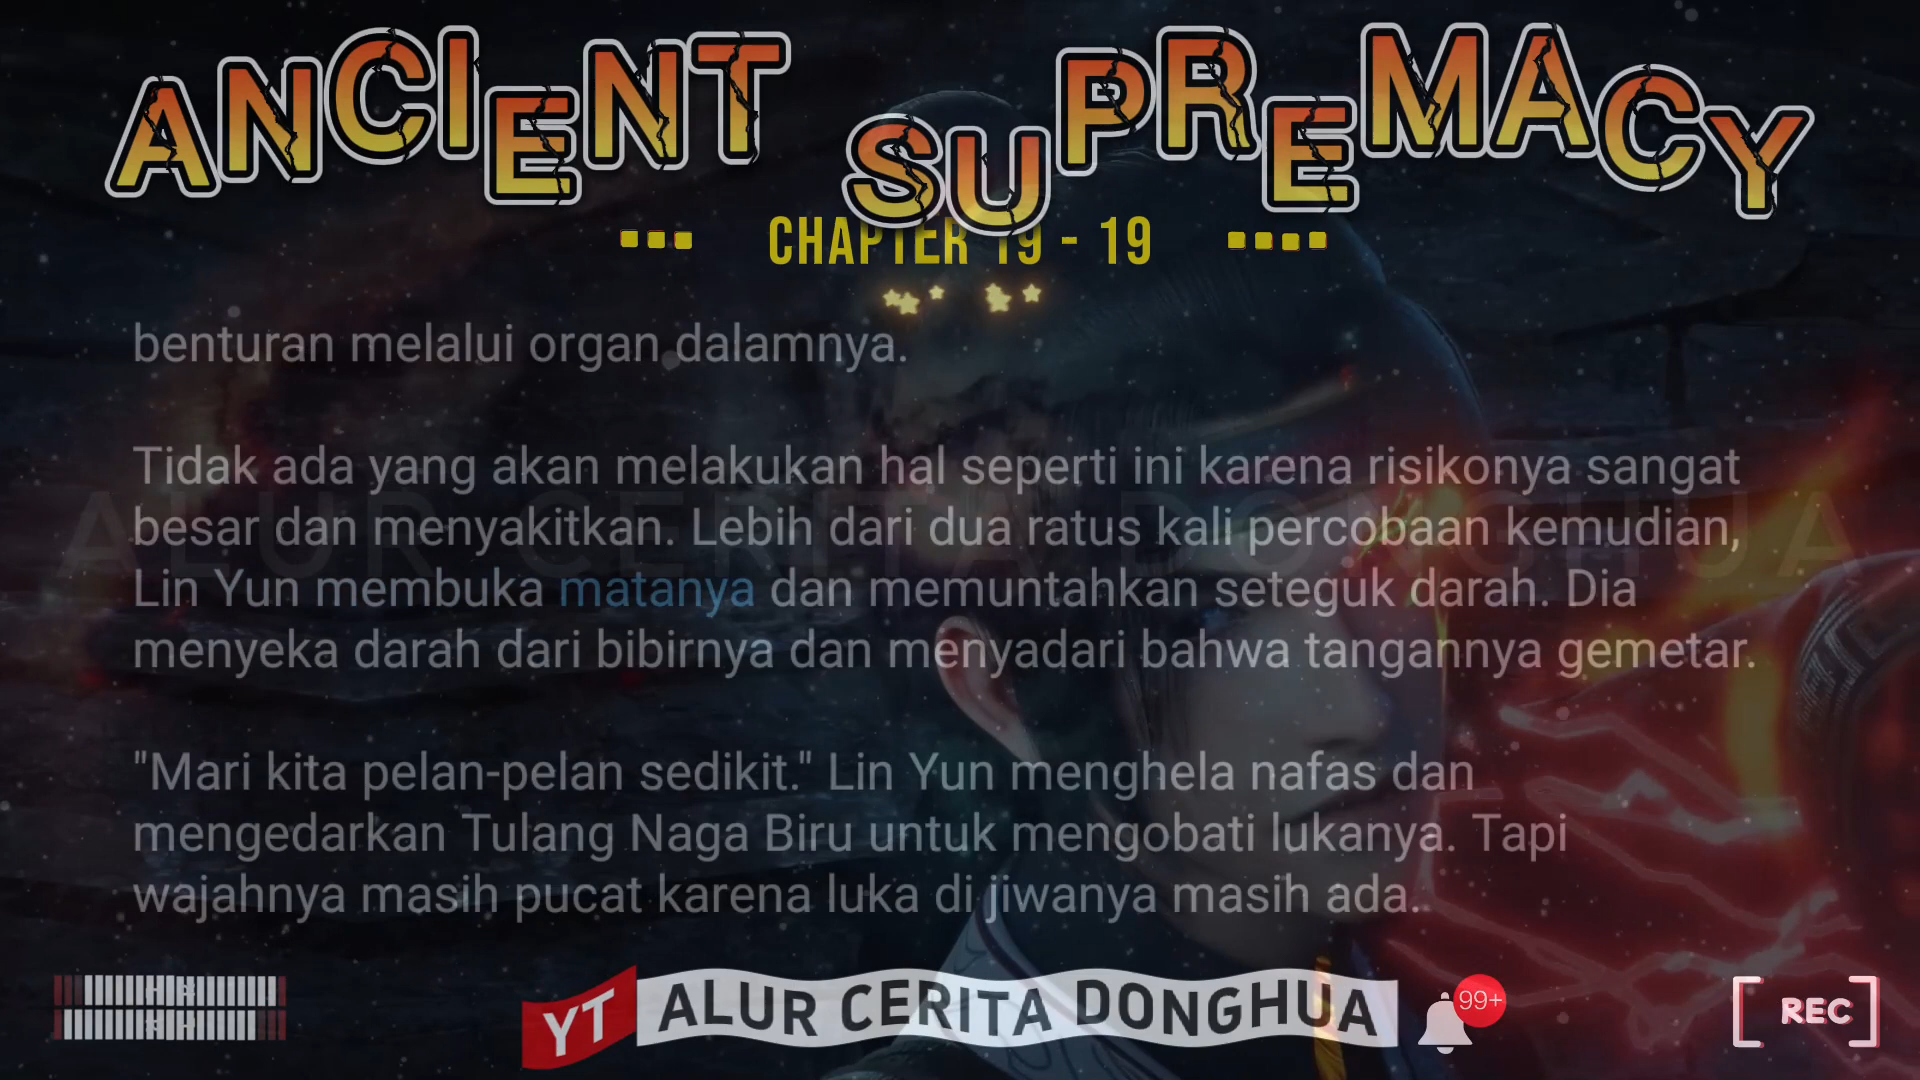 ANCIENT SUPREMACY
CHAPTER 19 - 19
benturan melalui organ dalamnya.
Tidak ada yang akan melakukan hal seperti ini karena risikonya sangat
besar dan menyakitkan. Lebih dari dua ratus kali percobaan kemudian,
ALUR CERITA DONGHUA
Lin Yun membuka matanya dan memuntahkan seteguk darah. Dia
menyeka darah dari bibirnya dan menyadari bahwa tangannya gemetar.
"Mari kita pelan-pelan sedikit." Lin Yun menghela nafas dan
mengedarkan Tulang Naga Biru untuk mengobati lukanya. Tapi
wajahnya masih pucat karena luka di jiwanya masih ada.
YT ALUR CERITA DONGHUA
99+
REC